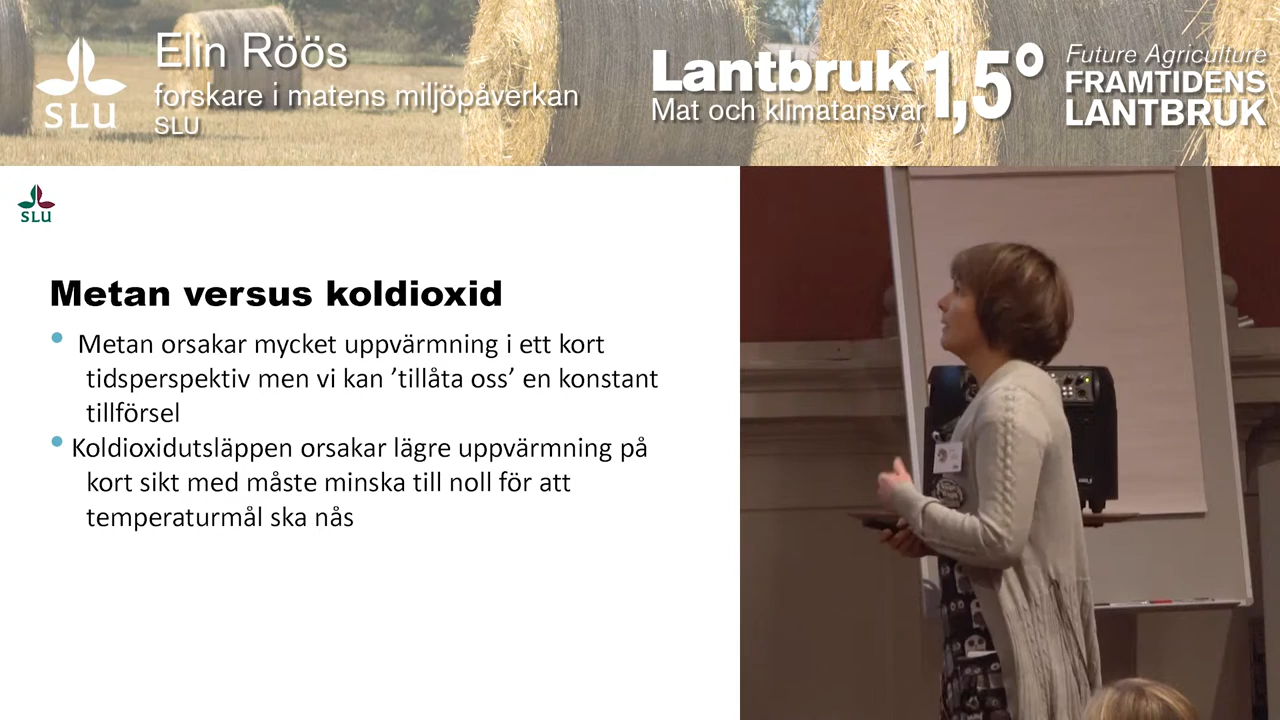 Elin Röös
forskare i matens miljöpåverkan
SLU
SLU
Lantbruk 1,5°
Mat och klimatansvar
Future Agriculture
FRAMTIDENS
LANTBRUK
SLU
Metan versus koldioxid
• Metan orsakar mycket uppvärmning i ett kort
tidsperspektiv men vi kan ’tillåta oss’ en konstant
tillförsel
• Koldioxidutsläppen orsakar lägre uppvärmning på
kort sikt med måste minska till noll för att
temperaturmål ska nås